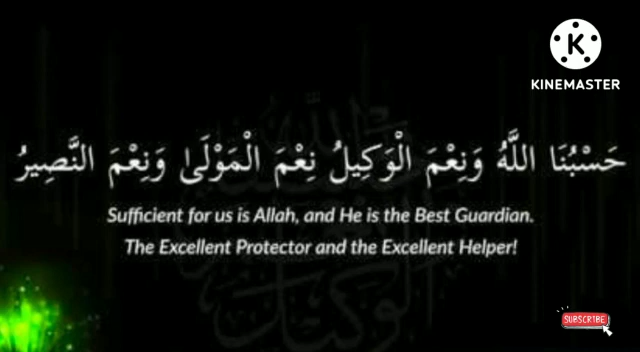 KINEMASTER
حَسْبُنَا اللَّهُ وَنِعْمَ الْوَكِيلُ نِعْمَ الْمَوْلَىٰ وَنِعْمَ النَّصِيرُ
Sufficient for us is Allah, and He is the Best Guardian.
The Excellent Protector and the Excellent Helper!
SUBSCRIBE